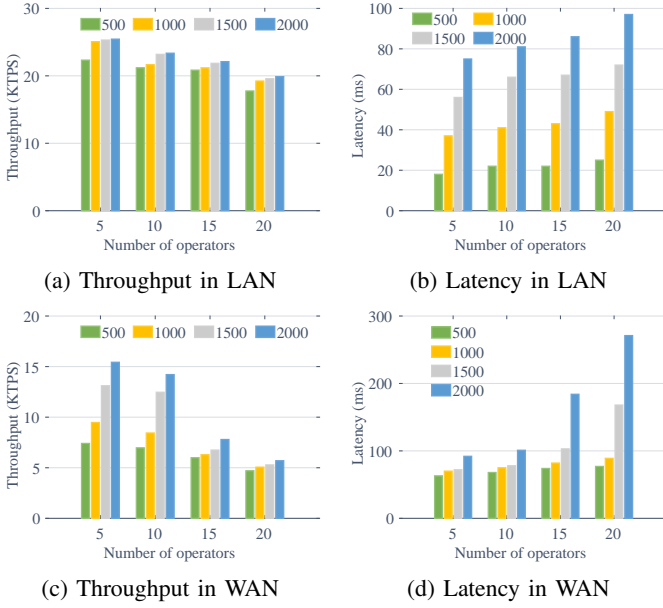 500 1000 1500 2000
Throughput (KTPS)
30
20
10
0
5 10 15 20
Number of operators
(a) Throughput in LAN
500 1000
1500 2000
Latency (ms)
100
80
60
40
20
0
5 10 15 20
Number of operators
(b) Latency in LAN
500 1000 1500 2000
Throughput (KTPS)
20
15
10
5
0
5 10 15 20
Number of operators
(c) Throughput in WAN
500
1000
1500
2000
Latency (ms)
300
200
100
0
5 10 15 20
Number of operators
(d) Latency in WAN